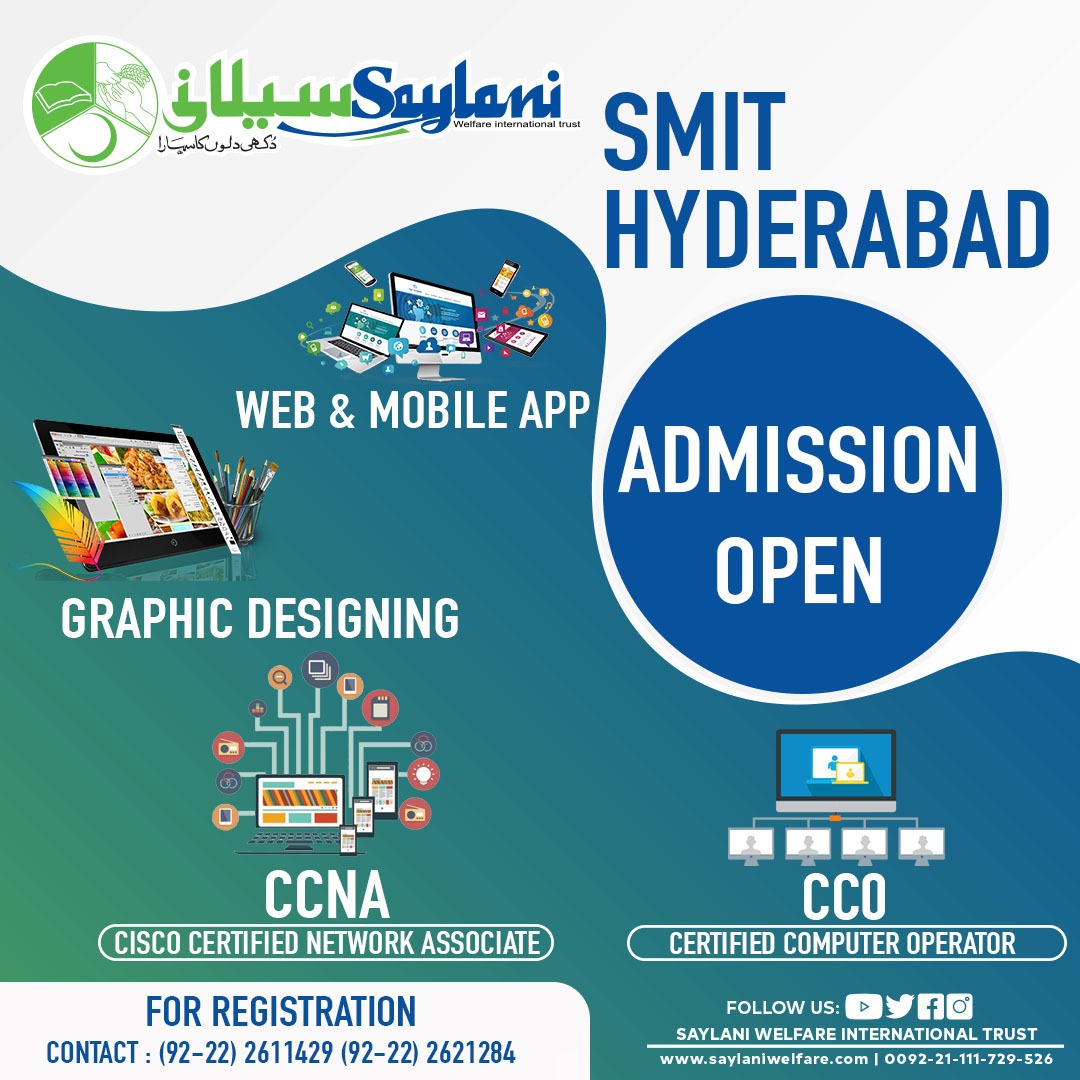 سیلانی Saylani
Welfare international trust
دُکھی دلوں کا سہارا
SMIT
HYDERABAD
WEB & MOBILE APP
ADMISSION
OPEN
GRAPHIC DESIGNING
CCNA
CISCO CERTIFIED NETWORK ASSOCIATE
CCO
CERTIFIED COMPUTER OPERATOR
FOR REGISTRATION
CONTACT : (92-22) 2611429 (92-22) 2621284
FOLLOW US:
SAYLANI WELFARE INTERNATIONAL TRUST
www.saylaniwelfare.com | 0092-21-111-729-526